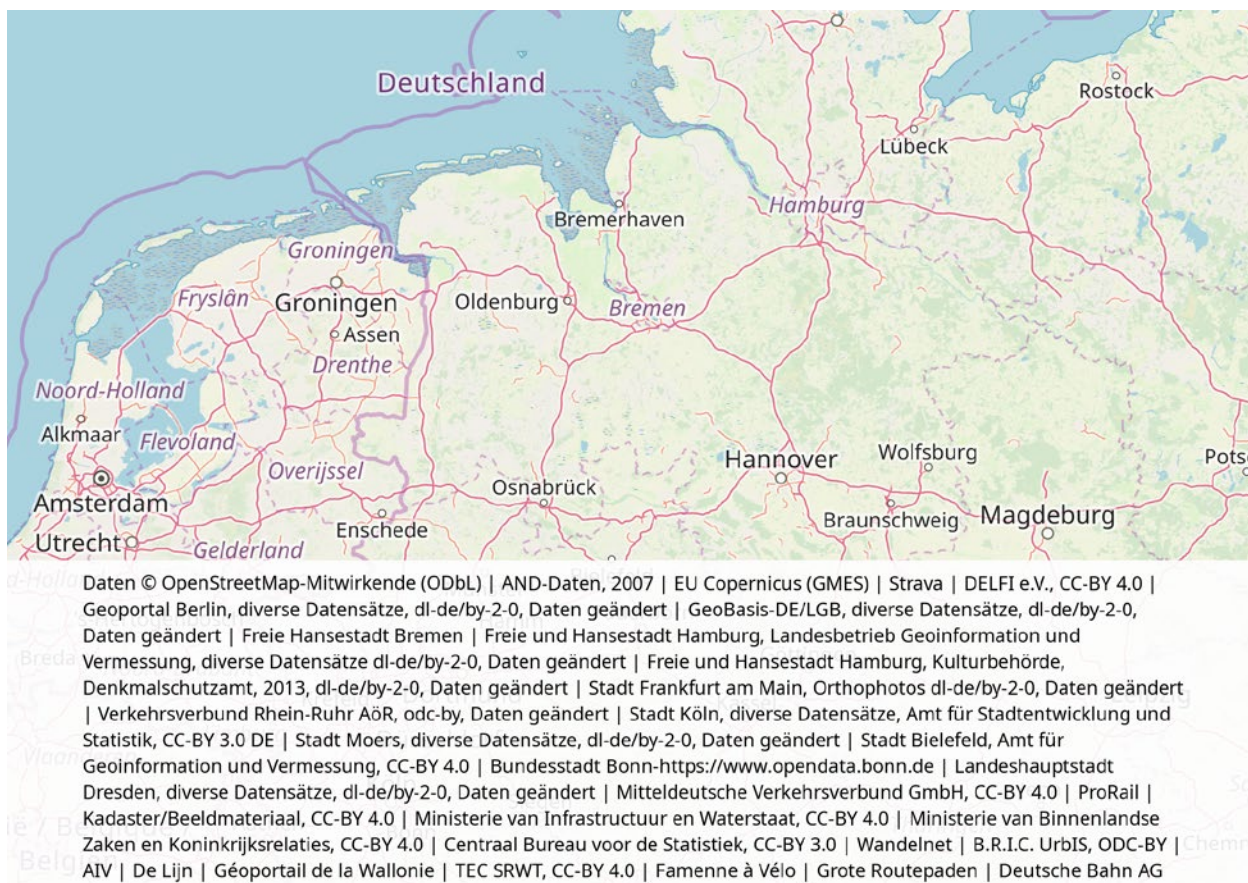 Deutschland
Rostock
Lübeck
Hamburg
Bremerhaven
Groningen
Fryslân
Groningen
Oldenburg
Bremen
Assen
Drenthe
Noord-Holland
Alkmaar
Flevoland
Overijssel
Hannover
Wolfsburg
Pots
Amsterdam
Osnabrück
Enschede
Braunschweig
Magdeburg
Utrecht
Gelderland
Daten © OpenStreetMap-Mitwirkende (ODbL) | AND-Daten, 2007 | EU Copernicus (GMES) | Strava | DELFI e.V., CC-BY 4.0 |
Geoportal Berlin, diverse Datensätze, dl-de/by-2-0, Daten geändert | GeoBasis-DE/LGB, diverse Datensätze, dl-de/by-2-0,
Daten geändert | Freie Hansestadt Bremen | Freie und Hansestadt Hamburg, Landesbetrieb Geoinformation und
Vermessung, diverse Datensätze dl-de/by-2-0, Daten geändert | Freie und Hansestadt Hamburg, Kulturbehörde,
Denkmalschutzamt, 2013, dl-de/by-2-0, Daten geändert | Stadt Frankfurt am Main, Orthophotos dl-de/by-2-0, Daten geändert
| Verkehrsverbund Rhein-Ruhr AöR, odc-by, Daten geändert | Stadt Köln, diverse Datensätze, Amt für Stadtentwicklung und
Statistik, CC-BY 3.0 DE | Stadt Moers, diverse Datensätze, dl-de/by-2-0, Daten geändert | Stadt Bielefeld, Amt für
Geoinformation und Vermessung, CC-BY 4.0 | Bundesstadt Bonn-https://www.opendata.bonn.de | Landeshauptstadt
Dresden, diverse Datensätze, dl-de/by-2-0, Daten geändert | Mitteldeutsche Verkehrsverbund GmbH, CC-BY 4.0 | ProRail |
Kadaster/Beeldmateriaal, CC-BY 4.0 | Ministerie van Infrastructuur en Waterstaat, CC-BY 4.0 | Ministerie van Binnenlandse
Zaken en Koninkrijksrelaties, CC-BY 4.0 | Centraal Bureau voor de Statistiek, CC-BY 3.0 | Wandelnet | B.R.I.C. UrbIS, ODC-BY |
AIV | De Lijn | Géoportail de la Wallonie | TEC SRWT, CC-BY 4.0 | Famenne à Vélo | Grote Routepaden | Deutsche Bahn AG